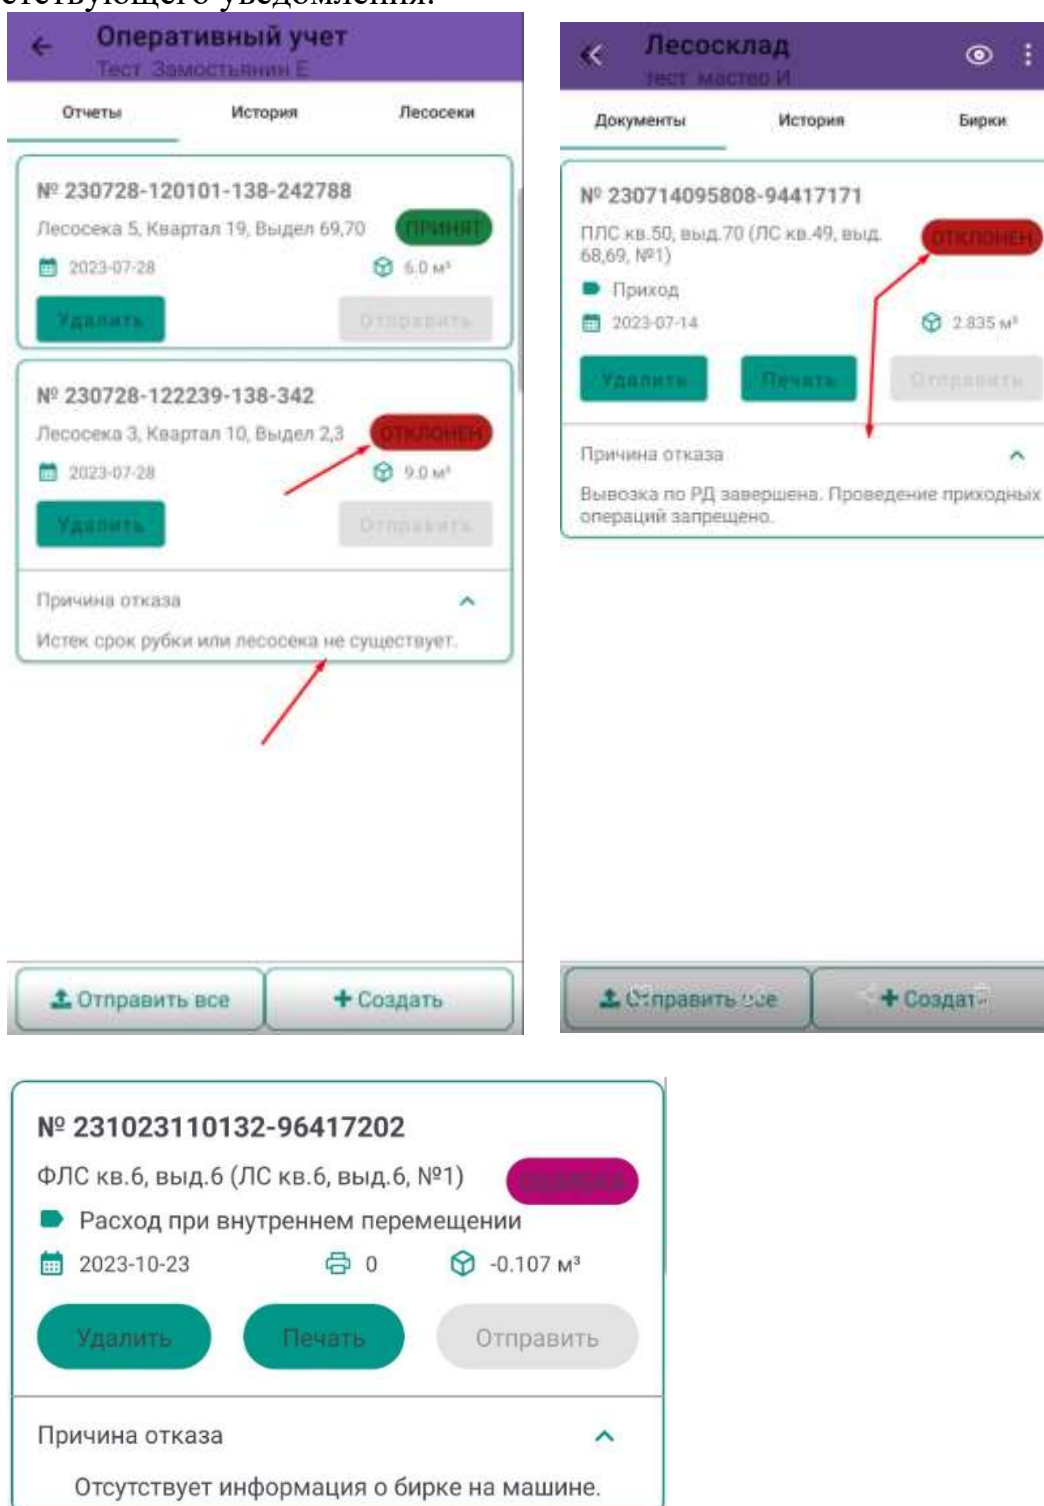 ствующего уведомления.
Оперативный учет
Тест Замостьянин Е
Отчеты История Лесосеки
№ 230728-120101-138-242788
Лесосека 5, Квартал 19, Выдел 69,70 ПРИНЯТ
2023-07-28 6.0 м³
Удалить Отправить
№ 230728-122239-138-342
Лесосека 3, Квартал 10, Выдел 2,3 ОТКЛОНЕН
2023-07-28 9.0 м³
Удалить Отправить
Причина отказа
Истек срок рубки или лесосека не существует.
Отправить все Создать
Лесосклад
тест мастер И
Документы История Бирки
№ 230714095808-94417171
ПЛС кв.50, выд.70 (ЛС кв.49, выд. ОТКЛОНЕН
68,69, №1)
Приход
2023-07-14 2.835 м³
Удалить Печать Отправить
Причина отказа
Вывозка по РД завершена. Проведение приходных
операций запрещено.
Отправить все Создать
№ 231023110132-96417202
ФЛС кв.6, выд.6 (ЛС кв.6, выд.6, №1)
Расход при внутреннем перемещении
2023-10-23 0 -0.107 м³
Удалить Печать Отправить
Причина отказа
Отсутствует информация о бирке на машине.